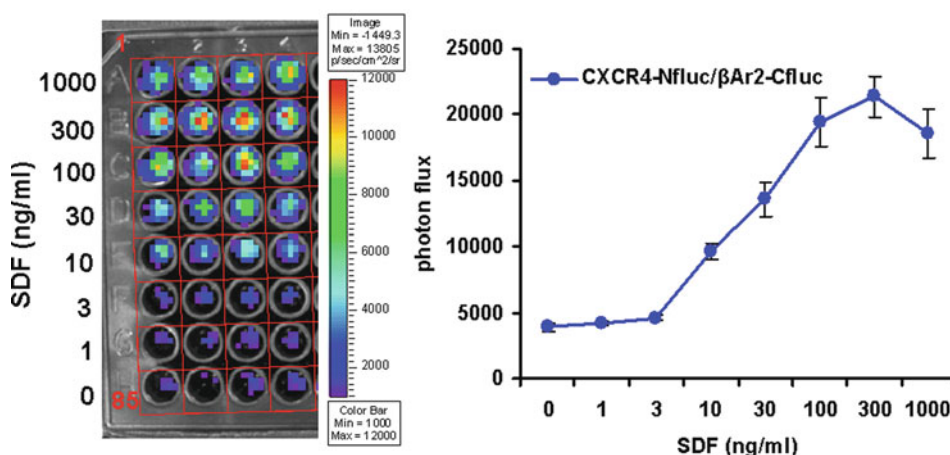 1
2
3
4
A
C
85
SDF (ng/ml)
1000
300
100
30
10
3
1
0
Image
Min = -1449.3
Max = 13805
p/sec/cm^2/sr
12000
10000
8000
6000
4000
2000
Color Bar
Min = 1000
Max = 12000
25000
20000
15000
10000
5000
0
photon flux
CXCR4-Nfluc/βAr2-Cfluc
0 1 3 10 30 100 300 1000
SDF (ng/ml)